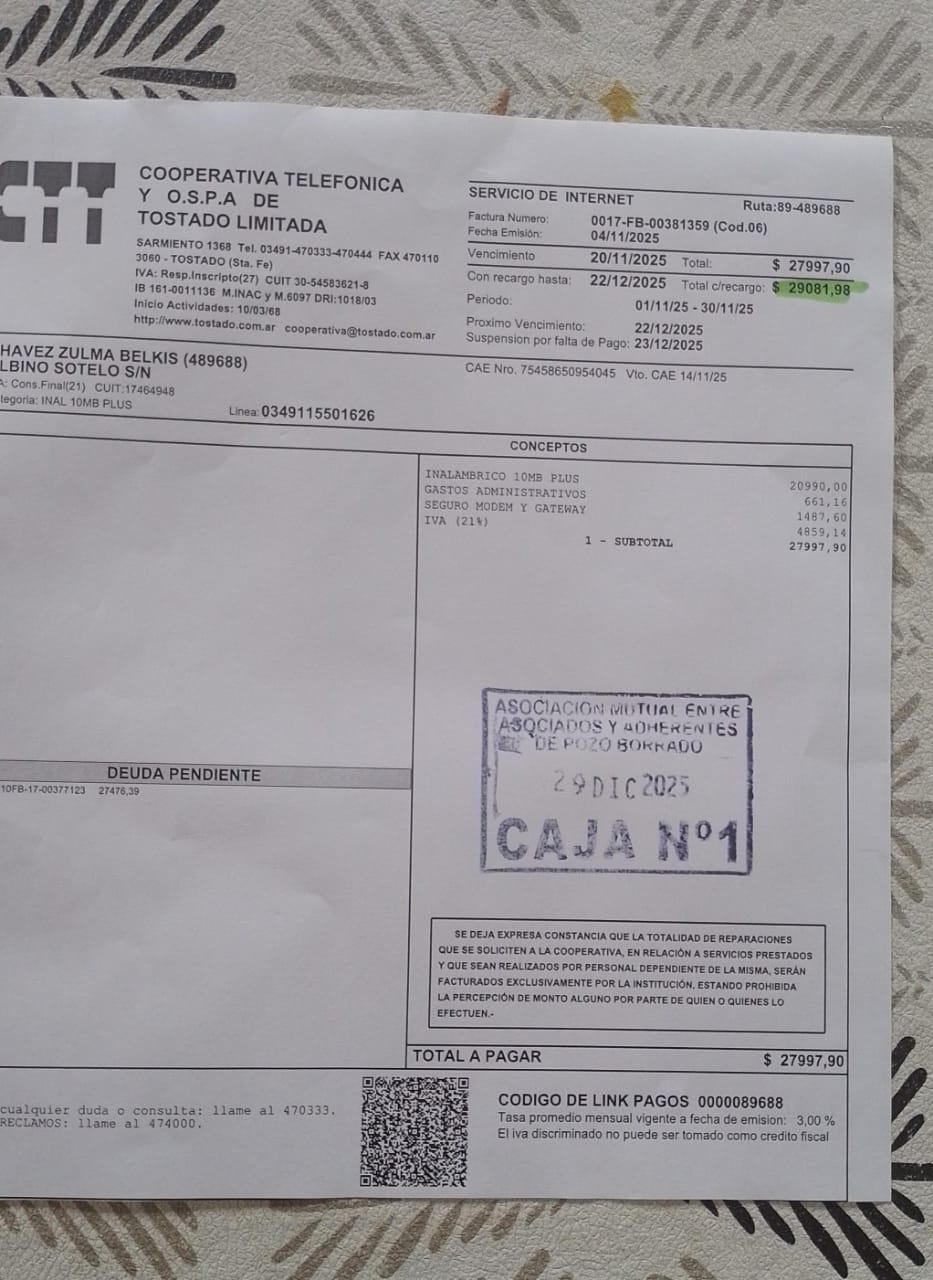 CTT
COOPERATIVA TELEFONICA
Y O.S.P.A DE
TOSTADO LIMITADA
SARMIENTO 1368 Tel. 03491-470333-470444 FAX 470110
3060 - TOSTADO (Sta. Fe)
IVA: Resp.Inscripto(27) CUIT 30-54583621-8
IB 161-0011136 M.INAC y M.6097 DRI:1018/03
Inicio Actividades: 10/03/68
http://www.tostado.com.ar cooperativa@tostado.com.ar
SERVICIO DE INTERNET Ruta:89-489688
Factura Numero: 0017-FB-00381359 (Cod.06)
Fecha Emisión: 04/11/2025
Vencimiento 20/11/2025 Total: $ 27997,90
Con recargo hasta: 22/12/2025 Total c/recargo: $ 29081,98
Periodo: 01/11/25 - 30/11/25
Proximo Vencimiento: 22/12/2025
Suspension por falta de Pago: 23/12/2025
HAVEZ ZULMA BELKIS (489688)
LBINO SOTELO S/N
A: Cons.Final(21) CUIT:17464948
tegoria: INAL 10MB PLUS
Linea: 0349115501626
CAE Nro. 75458650954045 Vto. CAE 14/11/25
CONCEPTOS
INALAMBRICO 10MB PLUS 20990,00
GASTOS ADMINISTRATIVOS 661,16
SEGURO MODEM Y GATEWAY 1487,60
IVA (21%) 4859,14
1 - SUBTOTAL 27997,90
ASOCIACION MUTUAL ENTRE
ASOCIADOS Y ADHERENTES
DE POZO BORRADO
29 DIC 2025
CAJA Nº1
DEUDA PENDIENTE
10FB-17-00377123 27476,39
SE DEJA EXPRESA CONSTANCIA QUE LA TOTALIDAD DE REPARACIONES
QUE SE SOLICITEN A LA COOPERATIVA, EN RELACIÓN A SERVICIOS PRESTADOS
Y QUE SEAN REALIZADOS POR PERSONAL DEPENDIENTE DE LA MISMA, SERÁN
FACTURADOS EXCLUSIVAMENTE POR LA INSTITUCIÓN, ESTANDO PROHIBIDA
LA PERCEPCIÓN DE MONTO ALGUNO POR PARTE DE QUIEN O QUIENES LO
EFECTUEN.-
TOTAL A PAGAR $ 27997,90
cualquier duda o consulta: llame al 470333.
RECLAMOS: llame al 474000.
CODIGO DE LINK PAGOS 0000089688
Tasa promedio mensual vigente a fecha de emision: 3,00 %
El iva discriminado no puede ser tomado como credito fiscal